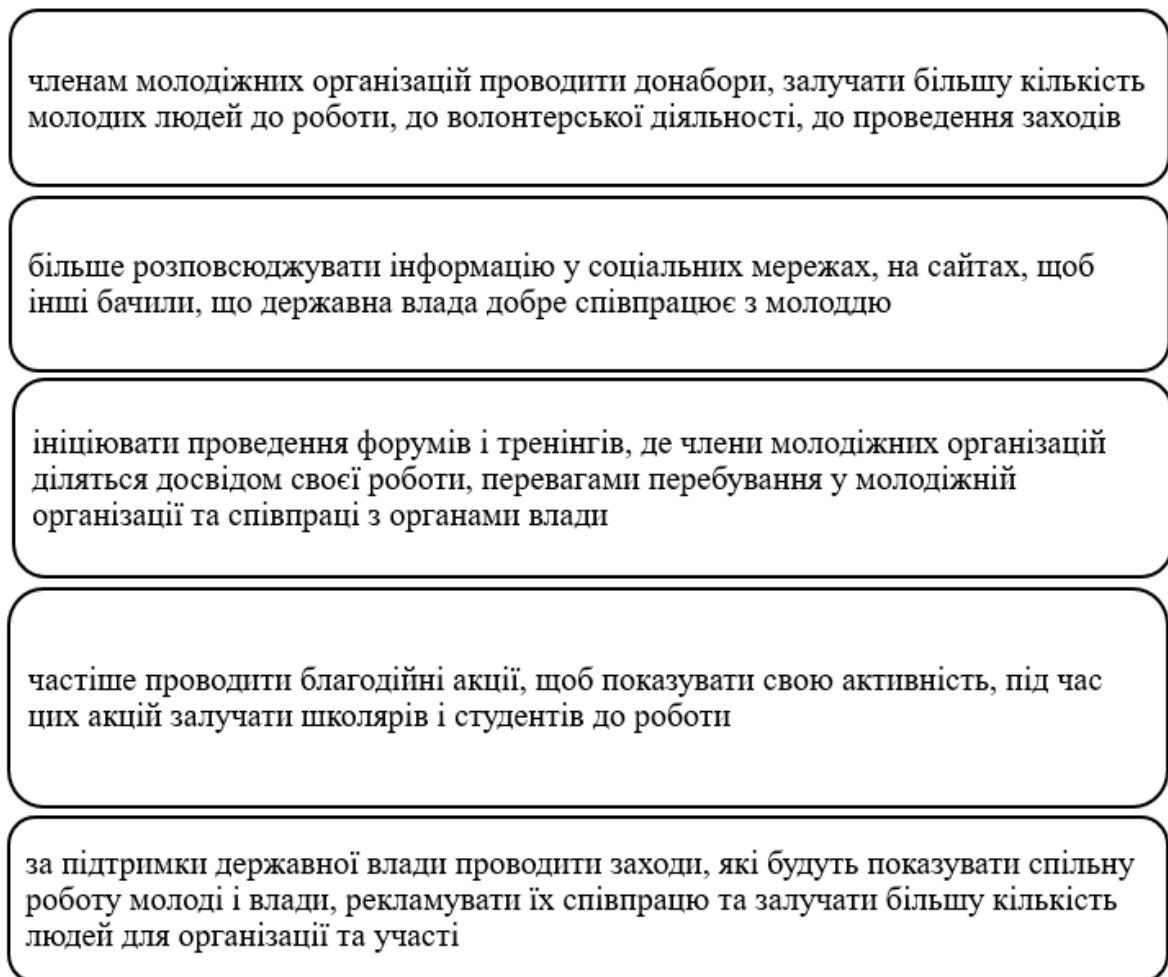 членам молодіжних організацій проводити донабори, залучати більшу кількість
молодих людей до роботи, до волонтерської діяльності, до проведення заходів
більше розповсюджувати інформацію у соціальних мережах, на сайтах, щоб
інші бачили, що державна влада добре співпрацює з молоддю
ініціювати проведення форумів і тренінгів, де члени молодіжних організацій
діляться досвідом своєї роботи, перевагами перебування у молодіжній
організації та співпраці з органами влади
частіше проводити благодійні акції, щоб показувати свою активність, під час
цих акцій залучати школярів і студентів до роботи
за підтримки державної влади проводити заходи, які будуть показувати спільну
роботу молоді і влади, рекламувати їх співпрацю та залучати більшу кількість
людей для організації та участі